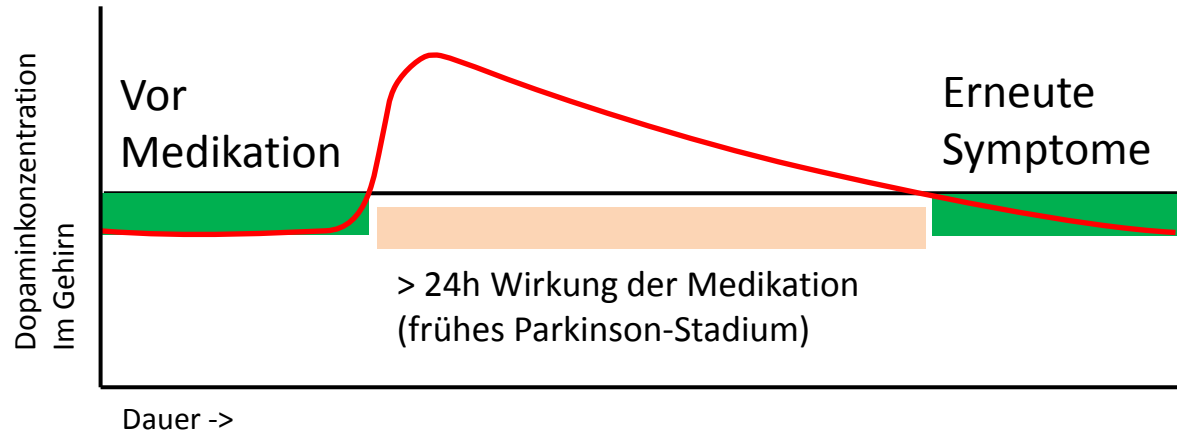 Dopaminkonzentration
Im Gehirn
Vor
Medikation
Erneute
Symptome
> 24h Wirkung der Medikation
(frühes Parkinson-Stadium)
Dauer ->